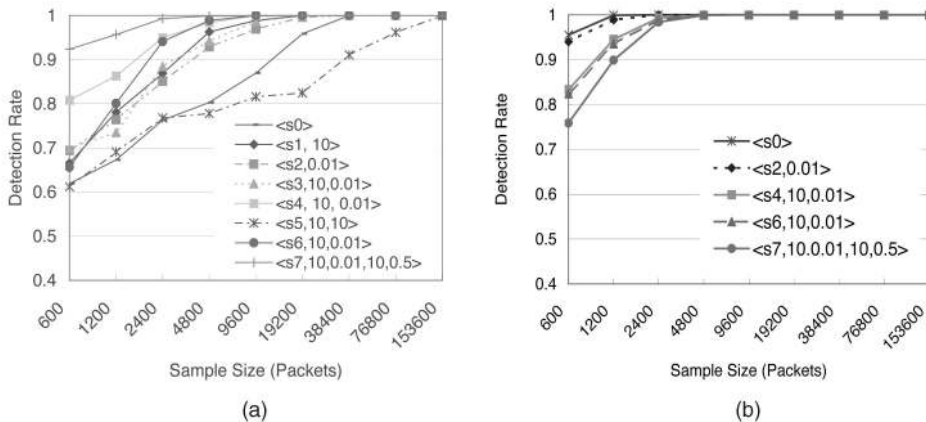 1
0.9
0.8
0.7
0.6
0.5
0.4
Detection Rate
<s0>
<s1, 10>
<s2,0.01>
<s3,10,0.01>
<s4, 10, 0.01>
<s5,10,10>
<s6,10,0.01>
<s7,10,0.01,10,0.5>
600
1200
2400
4800
9600
19200
38400
76800
153600
Sample Size (Packets)
(a)
1
0.9
0.8
0.7
0.6
0.5
0.4
Detection Rate
<s0>
<s2,0.01>
<s4,10,0.01>
<s6,10,0.01>
<s7,10.0.01,10,0.5>
600
1200
2400
4800
9600
19200
38400
76800
153600
Sample Size (Packets)
(b)